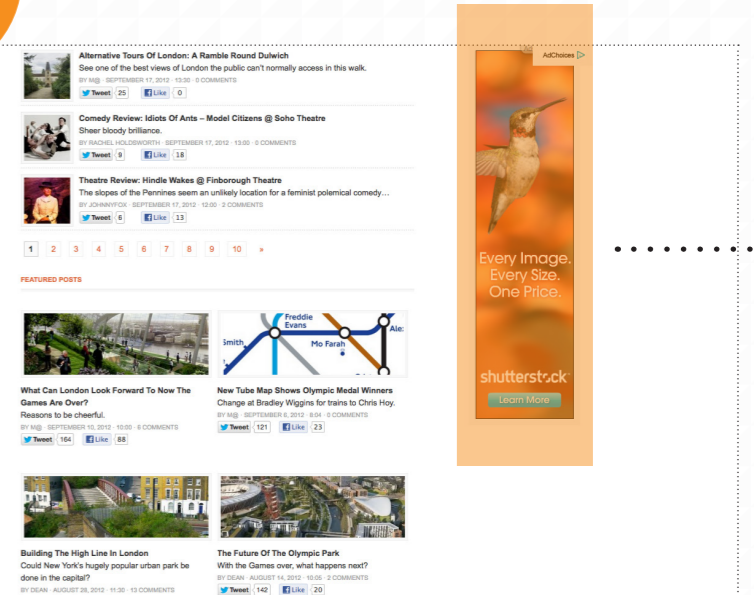 Alternative Tours Of London: A Ramble Round Dulwich
See one of the best views of London the public can't normally access in this walk.
BY M@ · SEPTEMBER 17, 2012 · 13:30 · 0 COMMENTS
Tweet 25 Like 0
Comedy Review: Idiots Of Ants – Model Citizens @ Soho Theatre
Sheer bloody brilliance.
BY RACHEL HOLDSWORTH · SEPTEMBER 17, 2012 · 13:00 · 0 COMMENTS
Tweet 9 Like 18
Theatre Review: Hindle Wakes @ Finborough Theatre
The slopes of the Pennines seem an unlikely location for a feminist polemical comedy…
BY JOHNNYFOX · SEPTEMBER 17, 2012 · 12:00 · 2 COMMENTS
Tweet 6 Like 13
1 2 3 4 5 6 7 8 9 10 »
FEATURED POSTS
What Can London Look Forward To Now The
Games Are Over?
Reasons to be cheerful.
BY M@ · SEPTEMBER 10, 2012 · 10:00 · 6 COMMENTS
Tweet 164 Like 88
Freddie
Evans
Smith
Mo Farah
Ale
New Tube Map Shows Olympic Medal Winners
Change at Bradley Wiggins for trains to Chris Hoy.
BY M@ · SEPTEMBER 6, 2012 · 8:04 · 0 COMMENTS
Tweet 121 Like 23
Building The High Line In London
Could New York's hugely popular urban park be
done in the capital?
BY DEAN · AUGUST 28, 2012 · 11:30 · 13 COMMENTS
The Future Of The Olympic Park
With the Games over, what happens next?
BY DEAN · AUGUST 14, 2012 · 10:05 · 2 COMMENTS
Tweet 142 Like 20
AdChoices
Every Image.
Every Size.
One Price.
shutterstock
Learn More